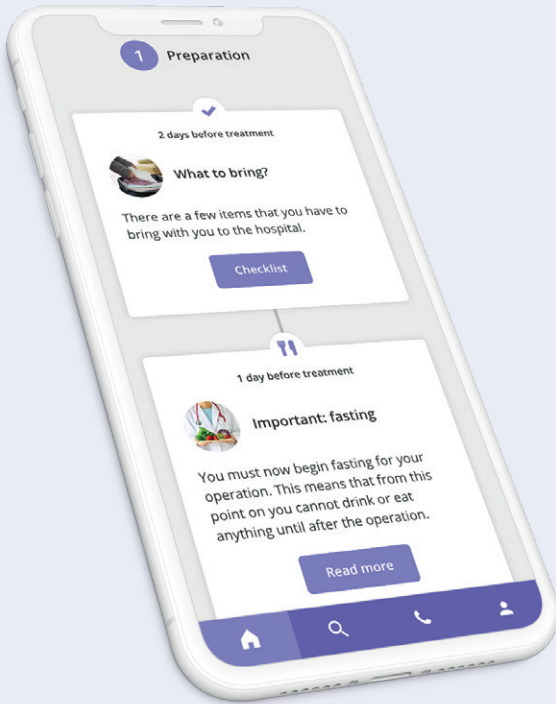 1 Preparation
2 days before treatment
What to bring?
There are a few items that you have to
bring with you to the hospital.
Checklist
1 day before treatment
Important: fasting
You must now begin fasting for your
operation. This means that from this
point on you cannot drink or eat
anything until after the operation.
Read more